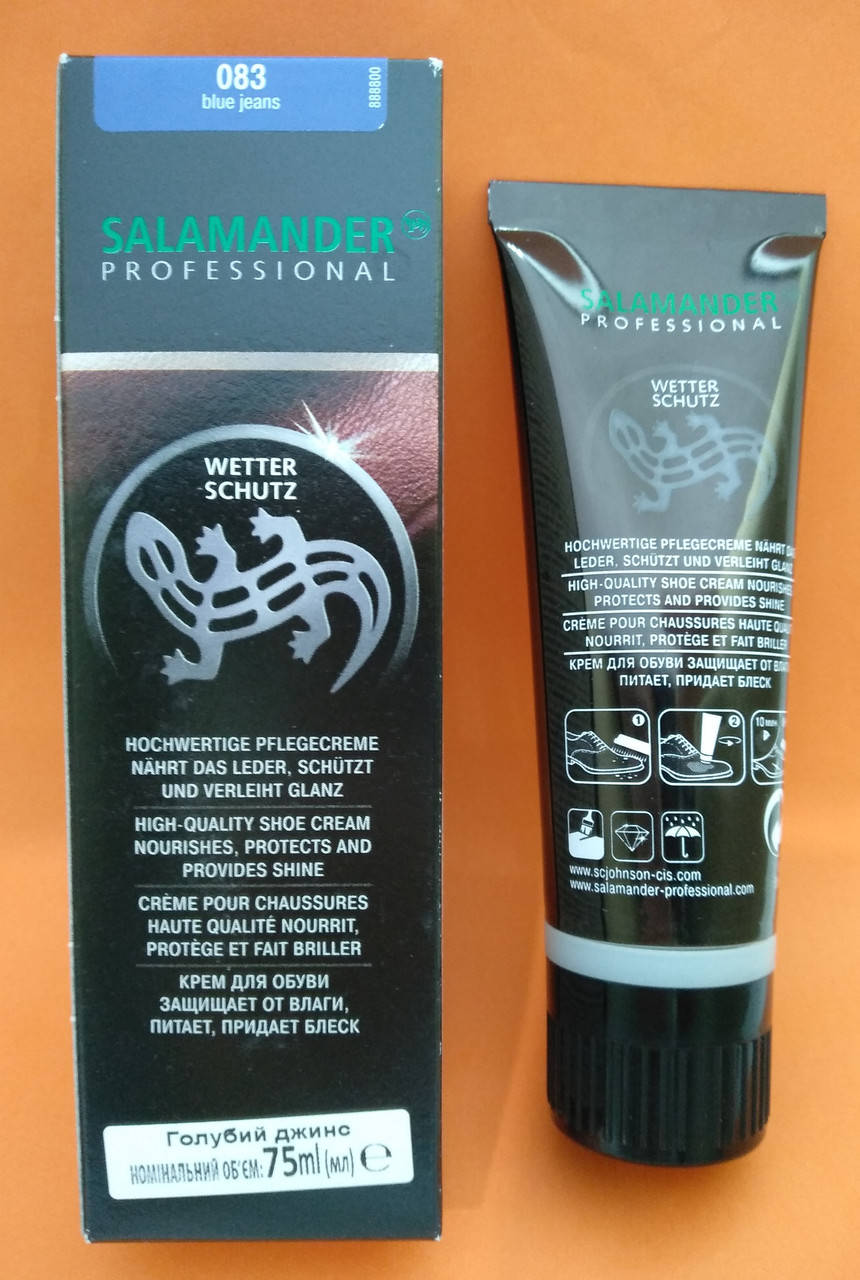 083
blue jeans
888800
SALAMANDER
PROFESSIONAL
WETTER
SCHUTZ
HOCHWERTIGE PFLEGECREME
NÄHRT DAS LEDER, SCHÜTZT
UND VERLEIHT GLANZ
HIGH-QUALITY SHOE CREAM
NOURISHES, PROTECTS AND
PROVIDES SHINE
CRÈME POUR CHAUSSURES
HAUTE QUALITÉ NOURRIT,
PROTÈGE ET FAIT BRILLER
КРЕМ ДЛЯ ОБУВИ
ЗАЩИЩАЕТ ОТ ВЛАГИ,
ПИТАЕТ, ПРИДАЕТ БЛЕСК
Голубий джинс
НОМІНАЛЬНИЙ ОБ'ЄМ: 75ml (мл) ℮
SALAMANDER
PROFESSIONAL
WETTER
SCHUTZ
HOCHWERTIGE PFLEGECREME NÄHRT DAS
LEDER, SCHÜTZT UND VERLEIHT GLANZ
HIGH-QUALITY SHOE CREAM NOURISHES
PROTECTS AND PROVIDES SHINE
CRÈME POUR CHAUSSURES HAUTE
NOURRIT, PROTÈGE ET FAIT BRILLER
КРЕМ ДЛЯ ОБУВИ ЗАЩИЩАЕТ ОТ ВЛАГИ
ПИТАЕТ, ПРИДАЕТ БЛЕСК
1
2
10
www.scjohnson-cis.com
www.salamander-professional.com